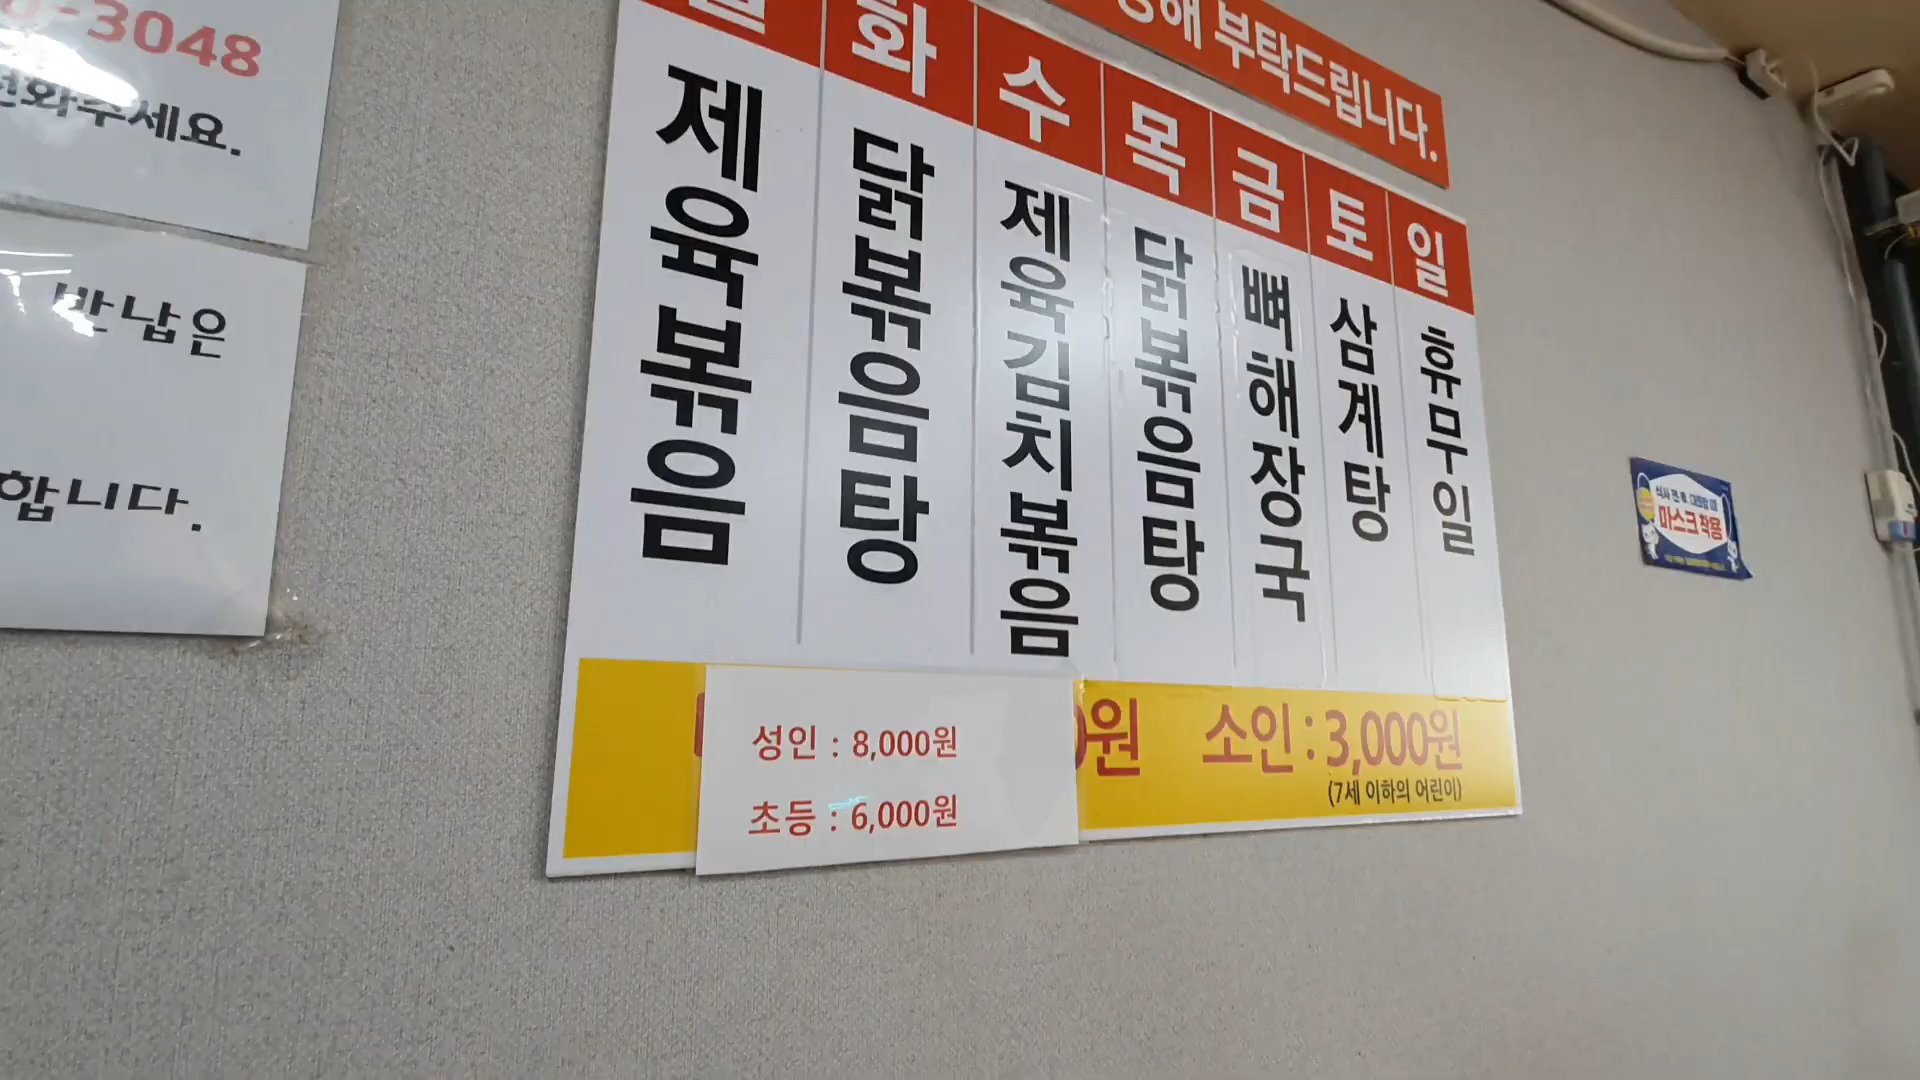 -3048
전화주세요.
반납은
합니다.
부탁드립니다.
월 화 수 목 금 토 일
제육볶음
닭볶음탕
제육김치볶음
닭볶음탕
뼈해장국
삼계탕
휴무일
성인 : 8,000원
초등 : 6,000원
원 소인 : 3,000원
(7세 이하의 어린이)
마스크 착용